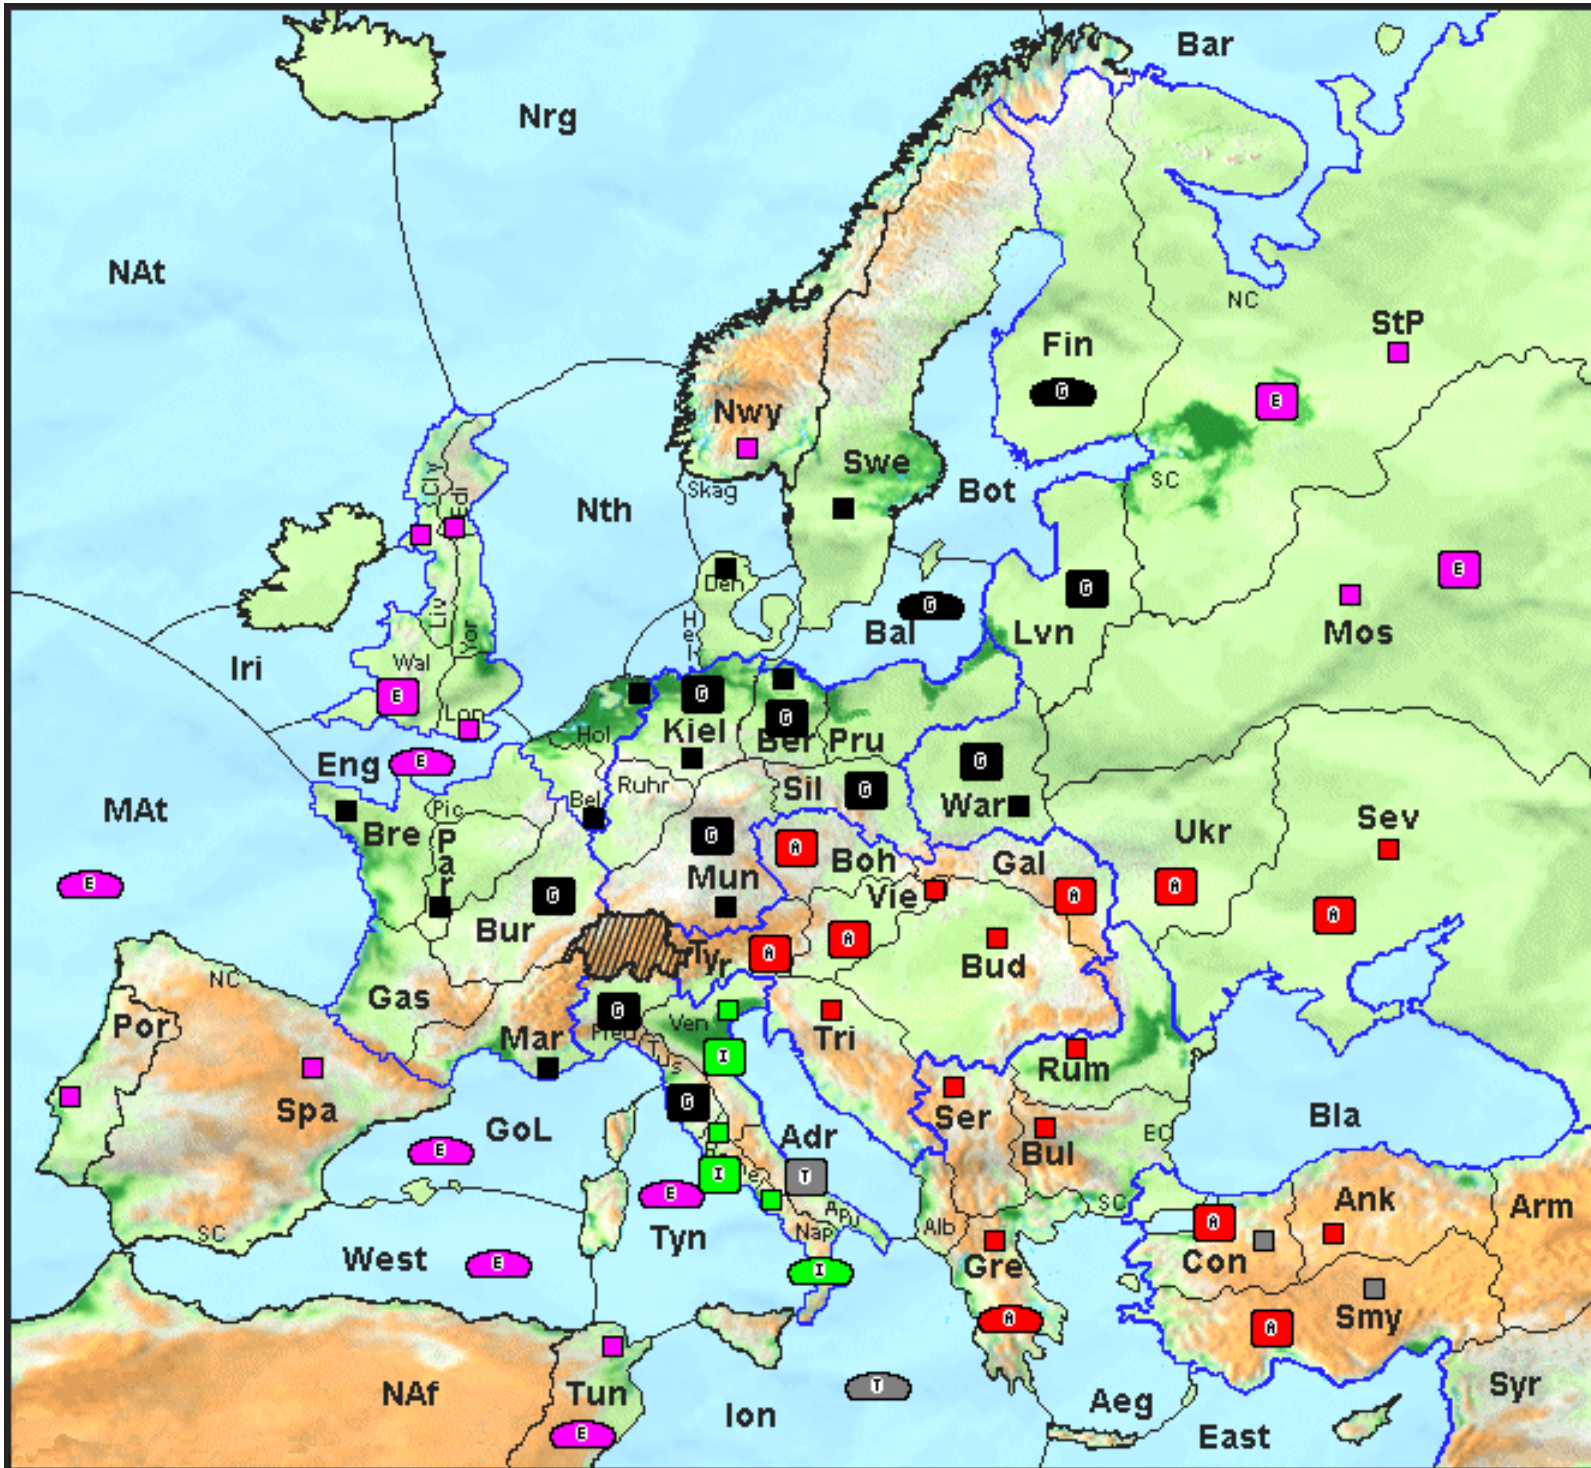 Bar
Nrg
NAt
NC
StP
Fin
E
G
Nwy
Swe
Skag
SC
Bot
Nth
Cly
Edi
E
Den
G
G
Bal
Lvn
Mos
Hel
Liv
Yor
Iri
Wal
E
Lon
G
Kiel
G
Ber
Pru
Hol
Eng
E
G
War
Ruhr
Sil
G
MAt
Bel
Pic
Bre
Par
G
Mun
A
Boh
Gal
Ukr
Sev
E
G
Vie
A
A
A
Bur
Tyr
A
A
Bud
NC
Gas
G
Pied
Ven
Por
Mar
Tus
I
Tri
Rum
Spa
GoL
G
Ser
Bla
E
Adr
Bul
EC
E
I
T
Ank
Arm
SC
Tyn
Apu
Nap
Alb
SC
A
West
E
I
Gre
Con
A
A
Smy
NAf
Tun
T
Ion
Aeg
Syr
E
East